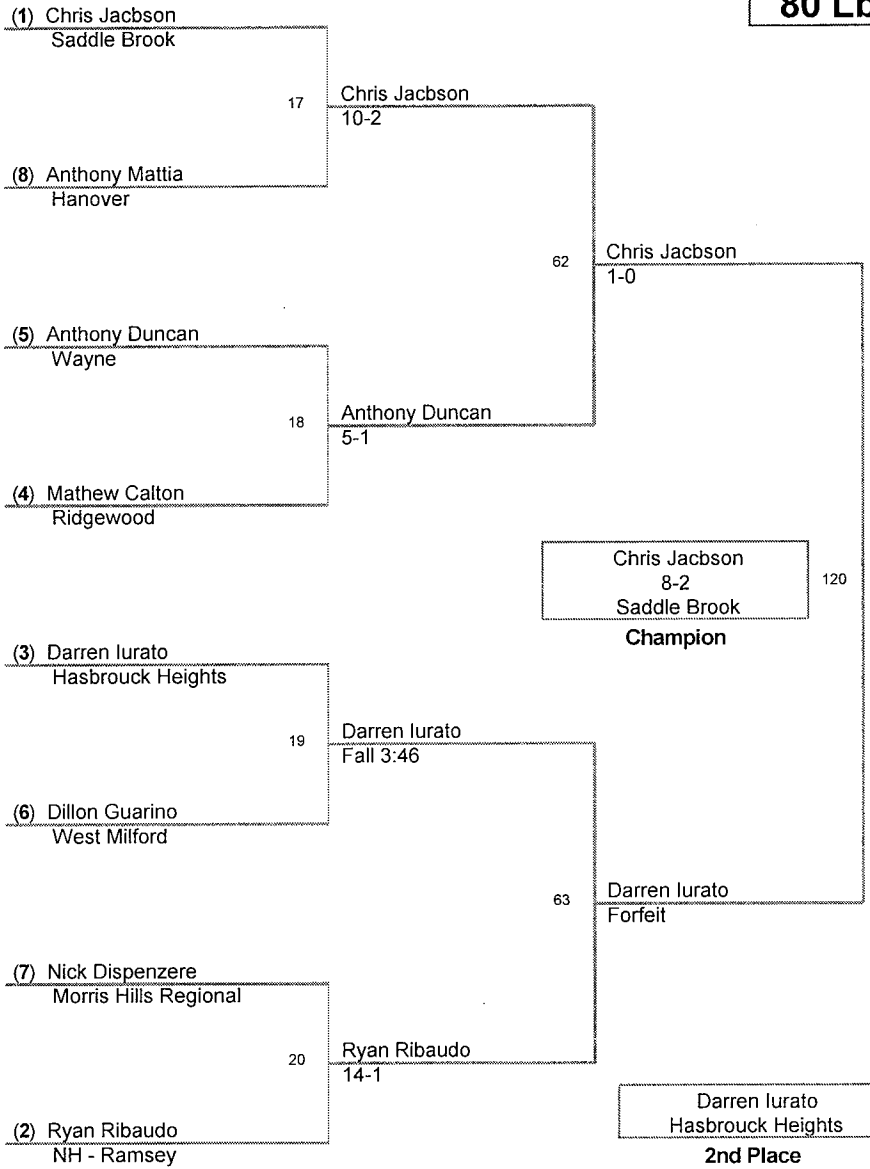 80 Lb
(1) Chris Jacbson
Saddle Brook
17
Chris Jacbson
10-2
(8) Anthony Mattia
Hanover
62
Chris Jacbson
1-0
(5) Anthony Duncan
Wayne
18
Anthony Duncan
5-1
(4) Mathew Calton
Ridgewood
Chris Jacbson
8-2
Saddle Brook
Champion
120
(3) Darren Iurato
Hasbrouck Heights
19
Darren Iurato
Fall 3:46
(6) Dillon Guarino
West Milford
63
Darren Iurato
Forfeit
(7) Nick Dispenzere
Morris Hills Regional
20
Ryan Ribaudo
14-1
(2) Ryan Ribaudo
NH - Ramsey
Darren Iurato
Hasbrouck Heights
2nd Place